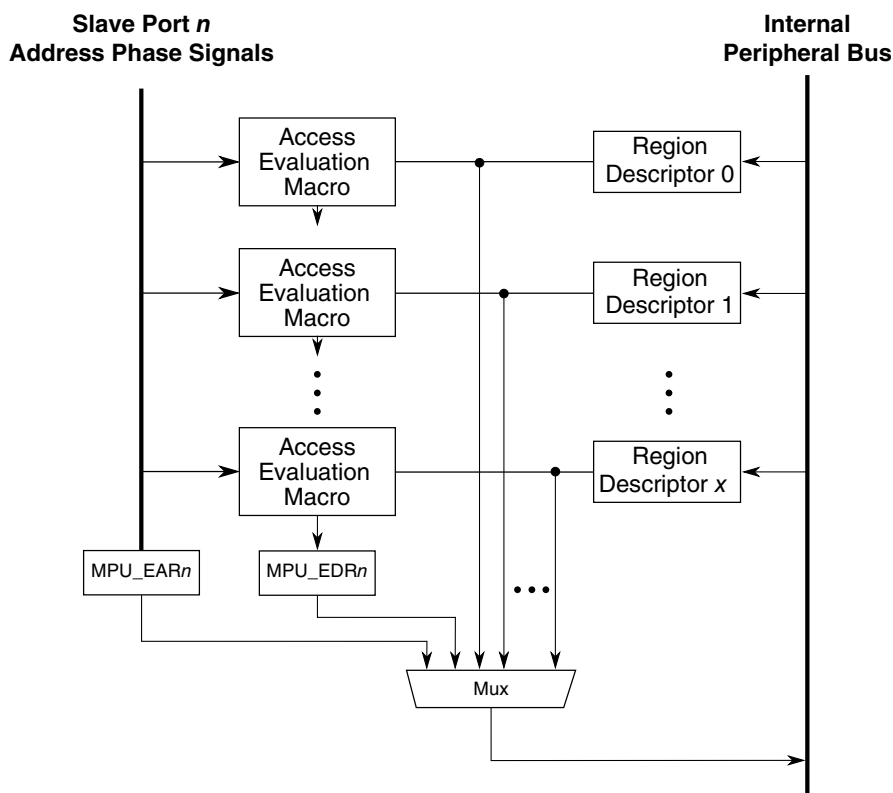 Slave Port n
Address Phase Signals
Internal
Peripheral Bus
Access
Evaluation
Macro
Region
Descriptor 0
Access
Evaluation
Macro
Region
Descriptor 1
Access
Evaluation
Macro
Region
Descriptor x
MPU_EARn
MPU_EDRn
Mux